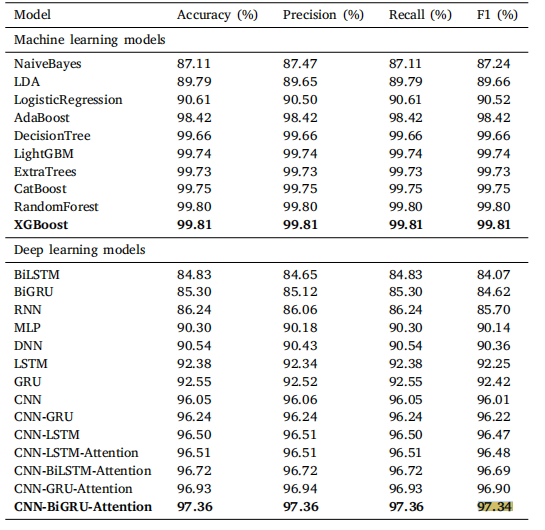 Model Accuracy (%) Precision (%) Recall (%) F1 (%)
Machine learning models
NaiveBayes 87.11 87.47 87.11 87.24
LDA 89.79 89.65 89.79 89.66
LogisticRegression 90.61 90.50 90.61 90.52
AdaBoost 98.42 98.42 98.42 98.42
DecisionTree 99.66 99.66 99.66 99.66
LightGBM 99.74 99.74 99.74 99.74
ExtraTrees 99.73 99.73 99.73 99.73
CatBoost 99.75 99.75 99.75 99.75
RandomForest 99.80 99.80 99.80 99.80
XGBoost 99.81 99.81 99.81 99.81
Deep learning models
BiLSTM 84.83 84.65 84.83 84.07
BiGRU 85.30 85.12 85.30 84.62
RNN 86.24 86.06 86.24 85.70
MLP 90.30 90.18 90.30 90.14
DNN 90.54 90.43 90.54 90.36
LSTM 92.38 92.34 92.38 92.25
GRU 92.55 92.52 92.55 92.42
CNN 96.05 96.06 96.05 96.01
CNN-GRU 96.24 96.24 96.24 96.22
CNN-LSTM 96.50 96.51 96.50 96.47
CNN-LSTM-Attention 96.51 96.51 96.51 96.48
CNN-BiLSTM-Attention 96.72 96.72 96.72 96.69
CNN-GRU-Attention 96.93 96.94 96.93 96.90
CNN-BiGRU-Attention 97.36 97.36 97.36 97.34